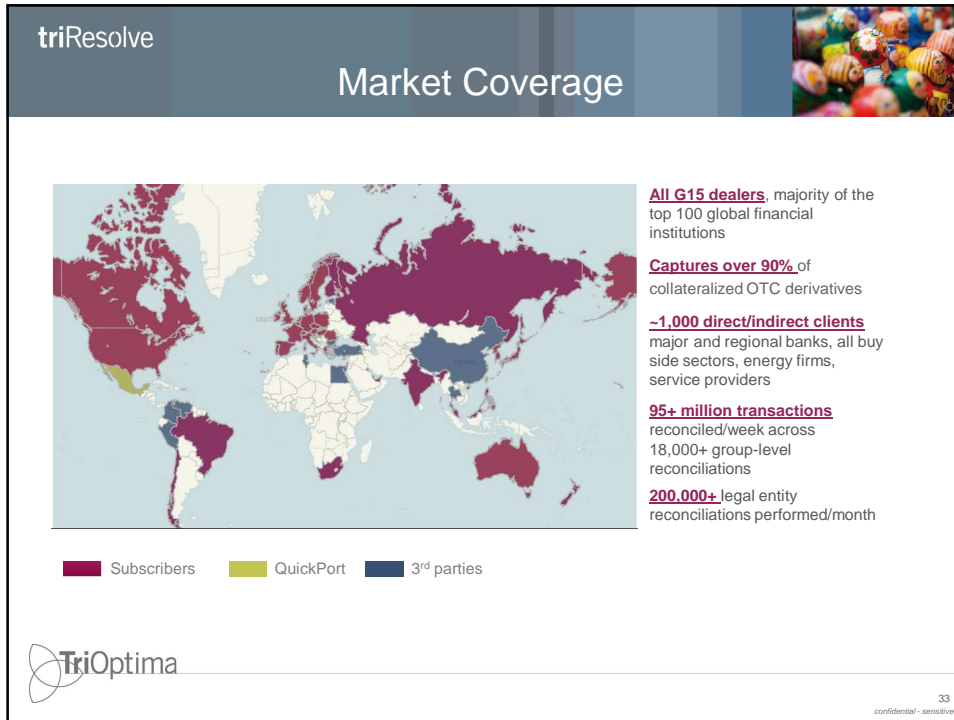 triResolve
Market Coverage
All G15 dealers, majority of the
top 100 global financial
institutions
Captures over 90% of
collateralized OTC derivatives
~1,000 direct/indirect clients
major and regional banks, all buy
side sectors, energy firms,
service providers
95+ million transactions
reconciled/week across
18,000+ group-level
reconciliations
200,000+ legal entity
reconciliations performed/month
Subscribers
QuickPort
3rd parties
TriOptima
33
confidential - sensitive